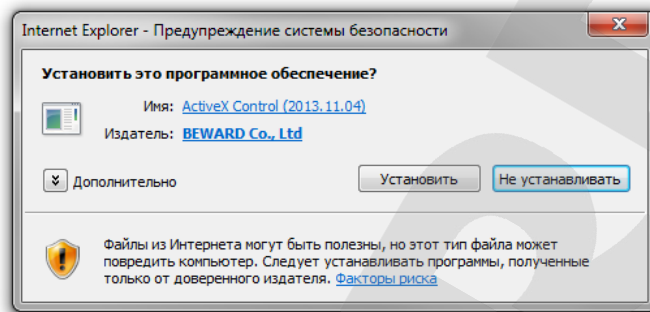 Internet Explorer - Предупреждение системы безопасности
Установить это программное обеспечение?
Имя: ActiveX Control (2013.11.04)
Издатель: BEWARD Co., Ltd
Дополнительно Установить Не устанавливать
Файлы из Интернета могут быть полезны, но этот тип файла может
повредить компьютер. Следует устанавливать программы, полученные
только от доверенного издателя. Факторы риска